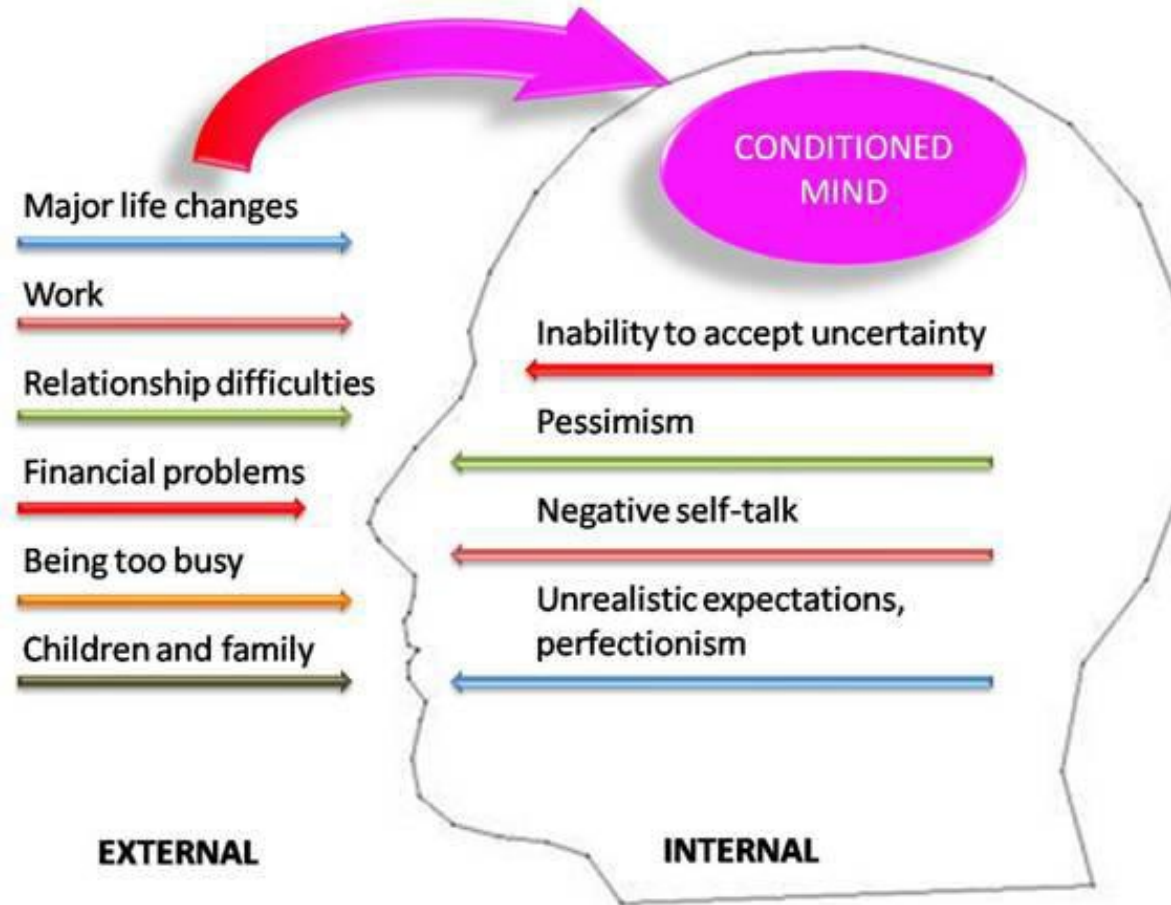 CONDITIONED
MIND
Major life changes
Work
Relationship difficulties
Financial problems
Being too busy
Children and family
EXTERNAL
Inability to accept uncertainty
Pessimism
Negative self-talk
Unrealistic expectations,
perfectionism
INTERNAL